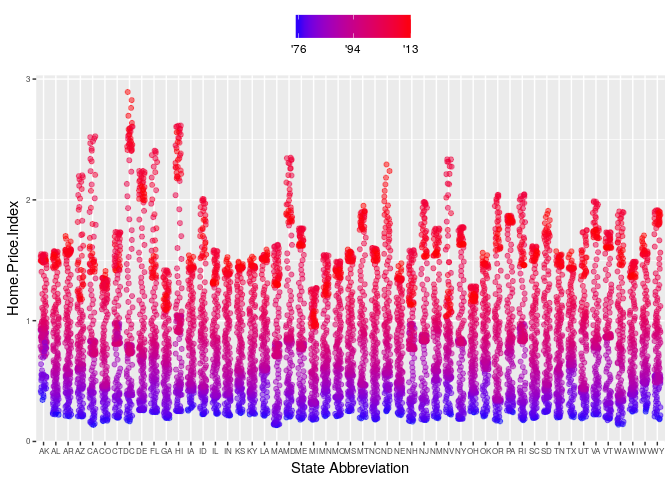 '76 '94 '13
3
2
1
0
Home.Price.Index
AK AL AR AZ CA CO CT DC DE FL GA HI IA ID IL IN KS KY LA MA MD ME MI MN MO MS MT NC ND NE NH NJ NM NV NY OH OK OR PA RI SC SD TN TX UT VA VT WA WI WV WY
State Abbreviation